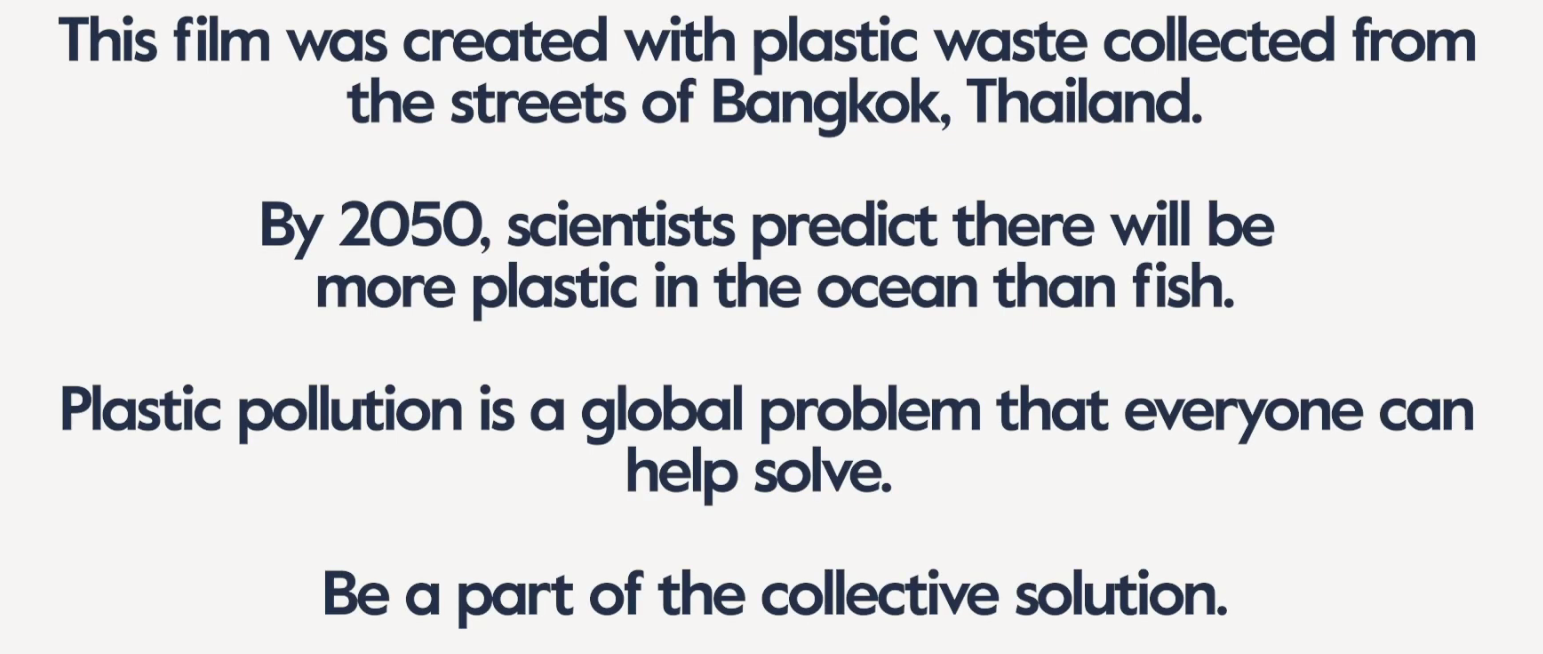 This film was created with plastic waste collected from
the streets of Bangkok, Thailand.
By 2050, scientists predict there will be
more plastic in the ocean than fish.
Plastic pollution is a global problem that everyone can
help solve.
Be a part of the collective solution.